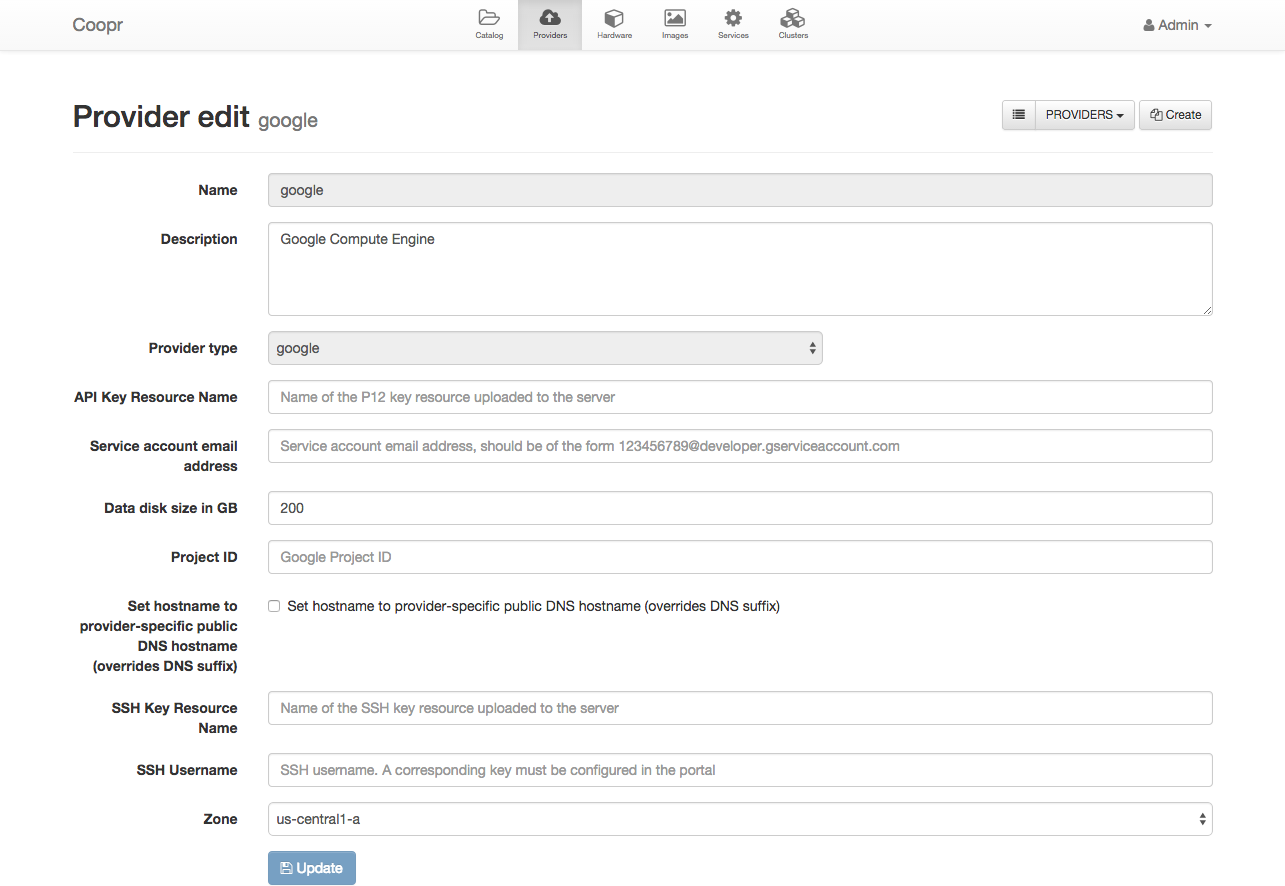 Coopr
Catalog
Providers
Hardware
Images
Services
Clusters
Admin
Provider edit google
PROVIDERS
Create
Name
google
Description
Google Compute Engine
Provider type
google
API Key Resource Name
Name of the P12 key resource uploaded to the server
Service account email
address
Service account email address, should be of the form 123456789@developer.gserviceaccount.com
Data disk size in GB
200
Project ID
Google Project ID
Set hostname to
provider-specific public
DNS hostname
(overrides DNS suffix)
Set hostname to provider-specific public DNS hostname (overrides DNS suffix)
SSH Key Resource
Name
Name of the SSH key resource uploaded to the server
SSH Username
SSH username. A corresponding key must be configured in the portal
Zone
us-central1-a
Update